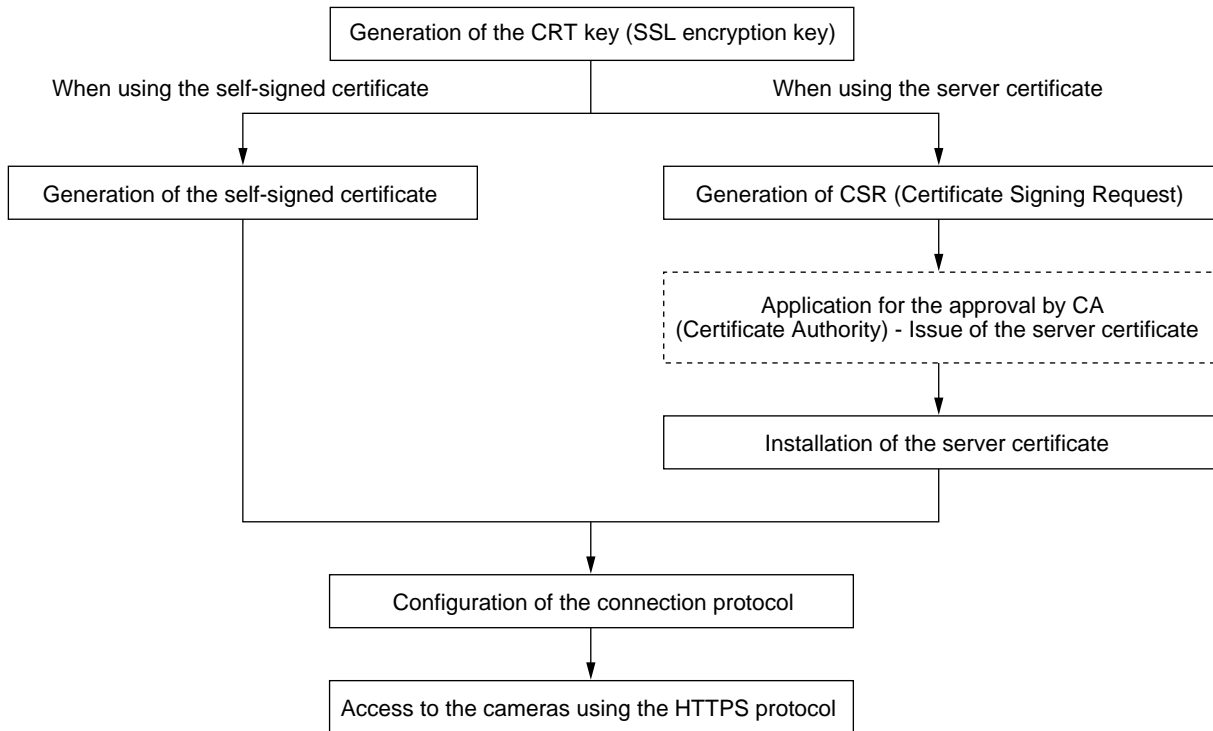 Generation of the CRT key (SSL encryption key)
When using the self-signed certificate
When using the server certificate
Generation of the self-signed certificate
Generation of CSR (Certificate Signing Request)
Application for the approval by CA
(Certificate Authority) - Issue of the server certificate
Installation of the server certificate
Configuration of the connection protocol
Access to the cameras using the HTTPS protocol